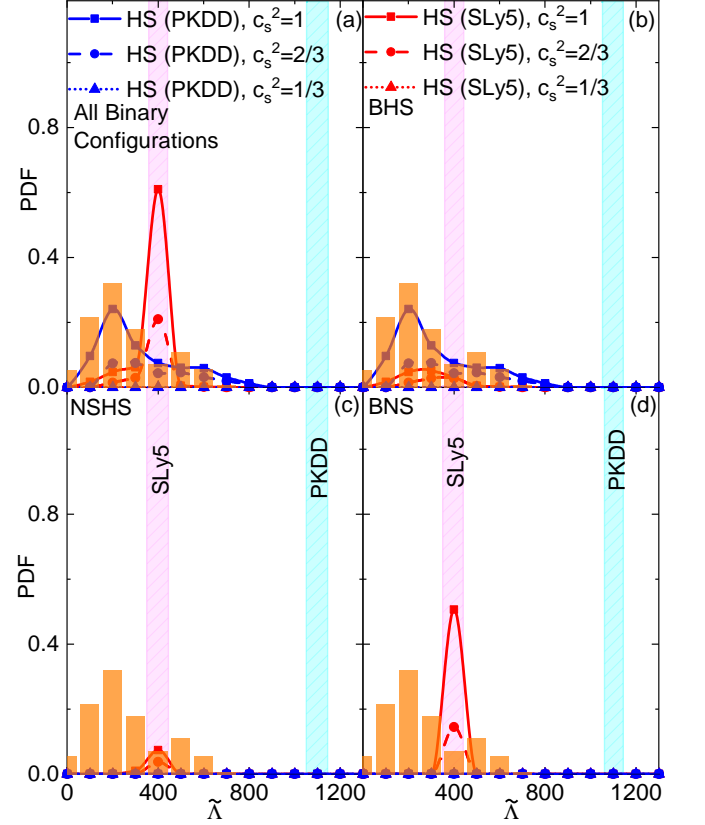 HS (PKDD), c_s^2=1 (a)
HS (PKDD), c_s^2=2/3
HS (PKDD), c_s^2=1/3
All Binary
Configurations
HS (SLy5), c_s^2=1 (b)
HS (SLy5), c_s^2=2/3
HS (SLy5), c_s^2=1/3
BHS
0.8
0.4
0.0
PDF
NSHS (c)
SLy5
PKDD
BNS (d)
SLy5
PKDD
0.8
0.4
0.0
PDF
0 400 800 1200
400 800 1200
Λ̃
Λ̃